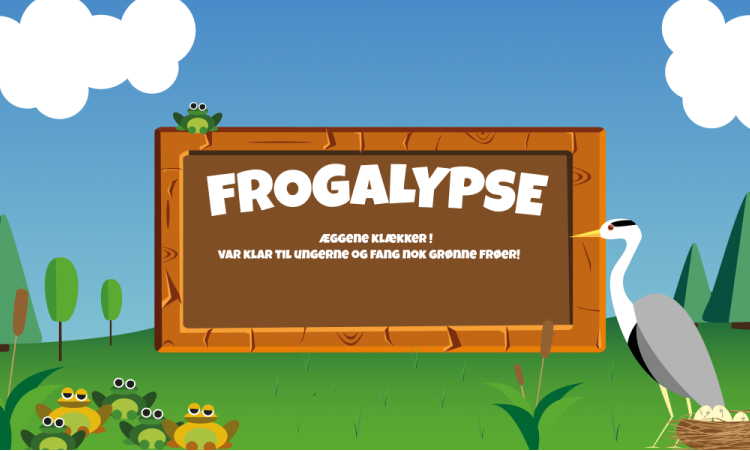 FROGALYPSE
ÆGGENE KLÆKKER !
VAR KLAR TIL UNGERNE OG FANG NOK GRØNNE FRØER!